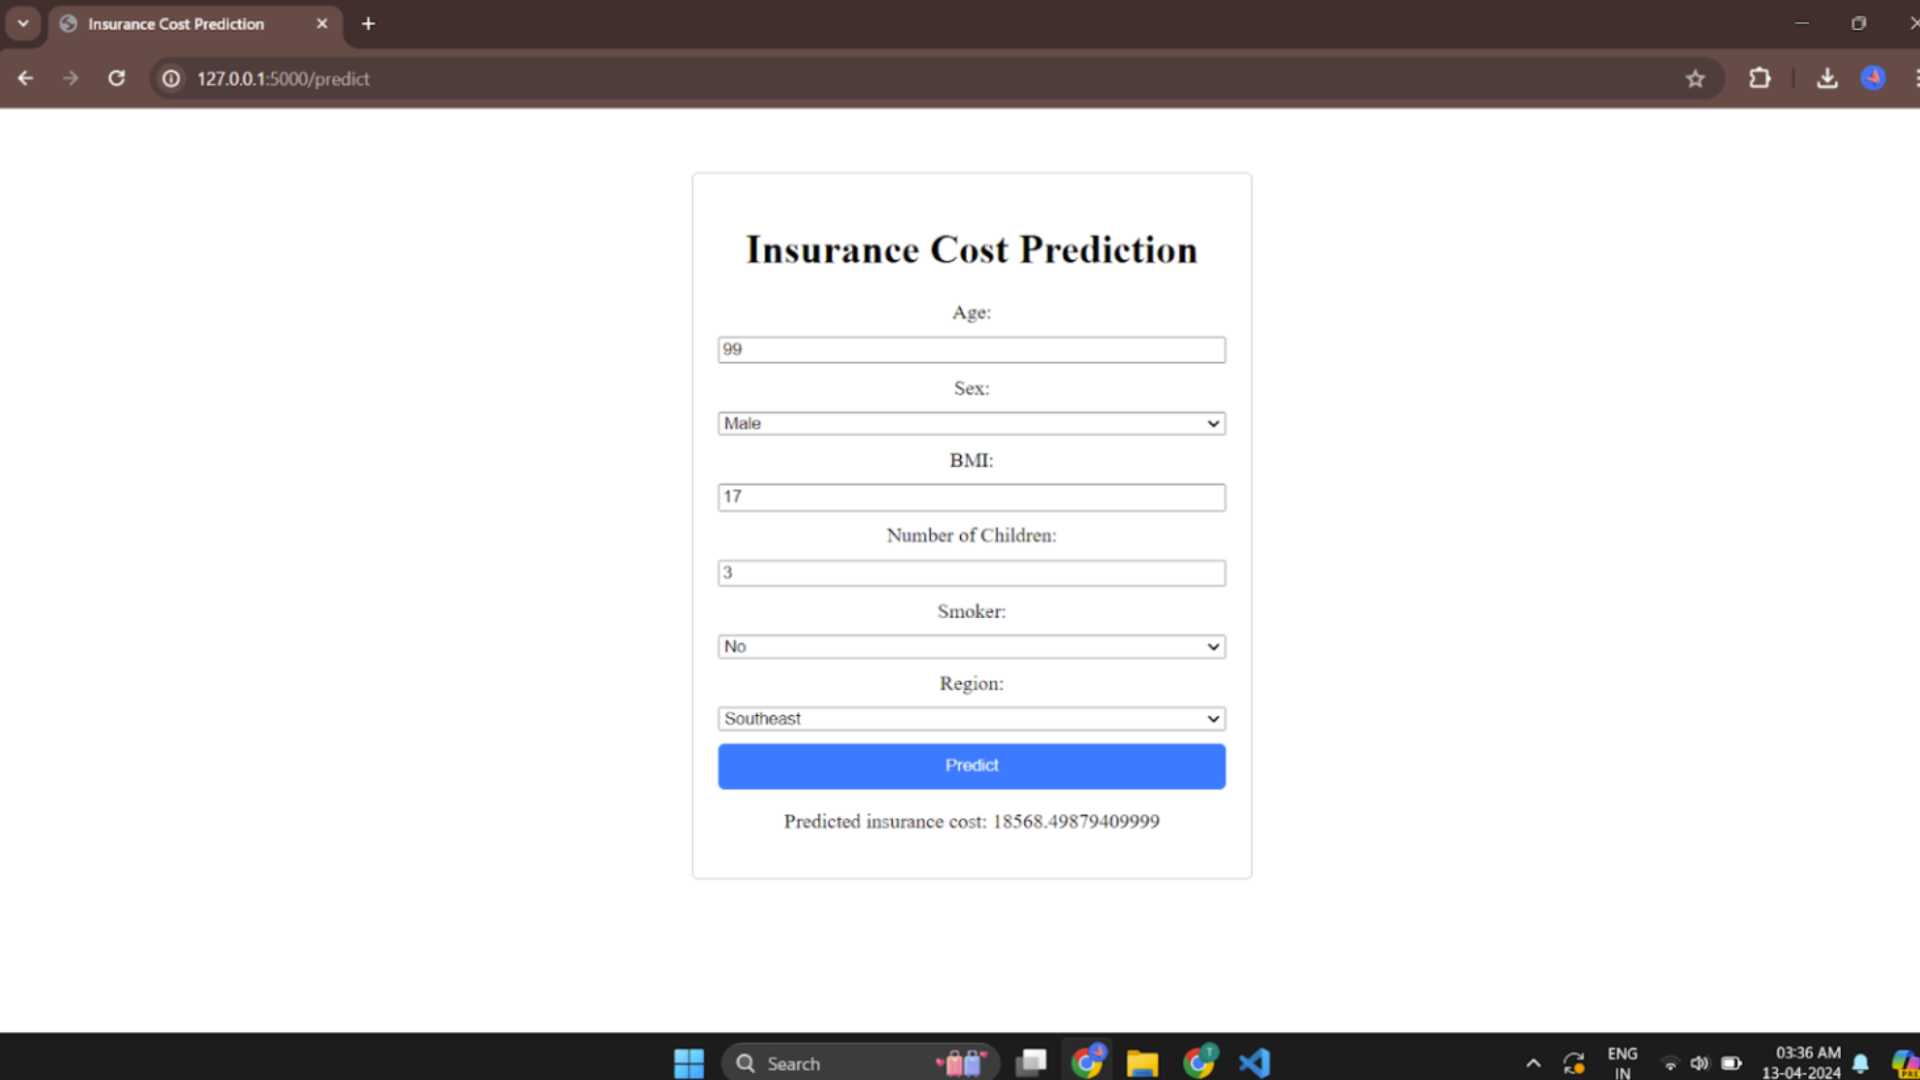 Insurance Cost Prediction
127.0.0.1:5000/predict
Insurance Cost Prediction
Age:
99
Sex:
Male
BMI:
17
Number of Children:
3
Smoker:
No
Region:
Southeast
Predict
Predicted insurance cost: 18568.49879409999
Search
T
ENG
IN
03:36 AM
13-04-2024
PRE